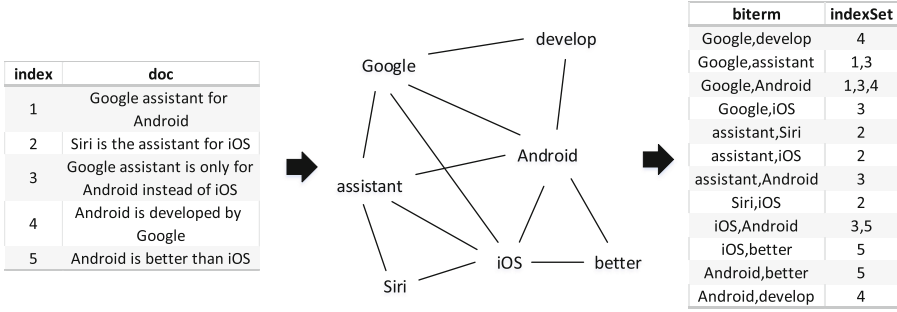 index doc
1 Google assistant for
Android
2 Siri is the assistant for iOS
3 Google assistant is only for
Android instead of iOS
4 Android is developed by
Google
5 Android is better than iOS
develop
Google
Android
assistant
iOS
better
Siri
biterm indexSet
Google,develop 4
Google,assistant 1,3
Google,Android 1,3,4
Google,iOS 3
assistant,Siri 2
assistant,iOS 2
assistant,Android 3
Siri,iOS 2
iOS,Android 3,5
iOS,better 5
Android,better 5
Android,develop 4